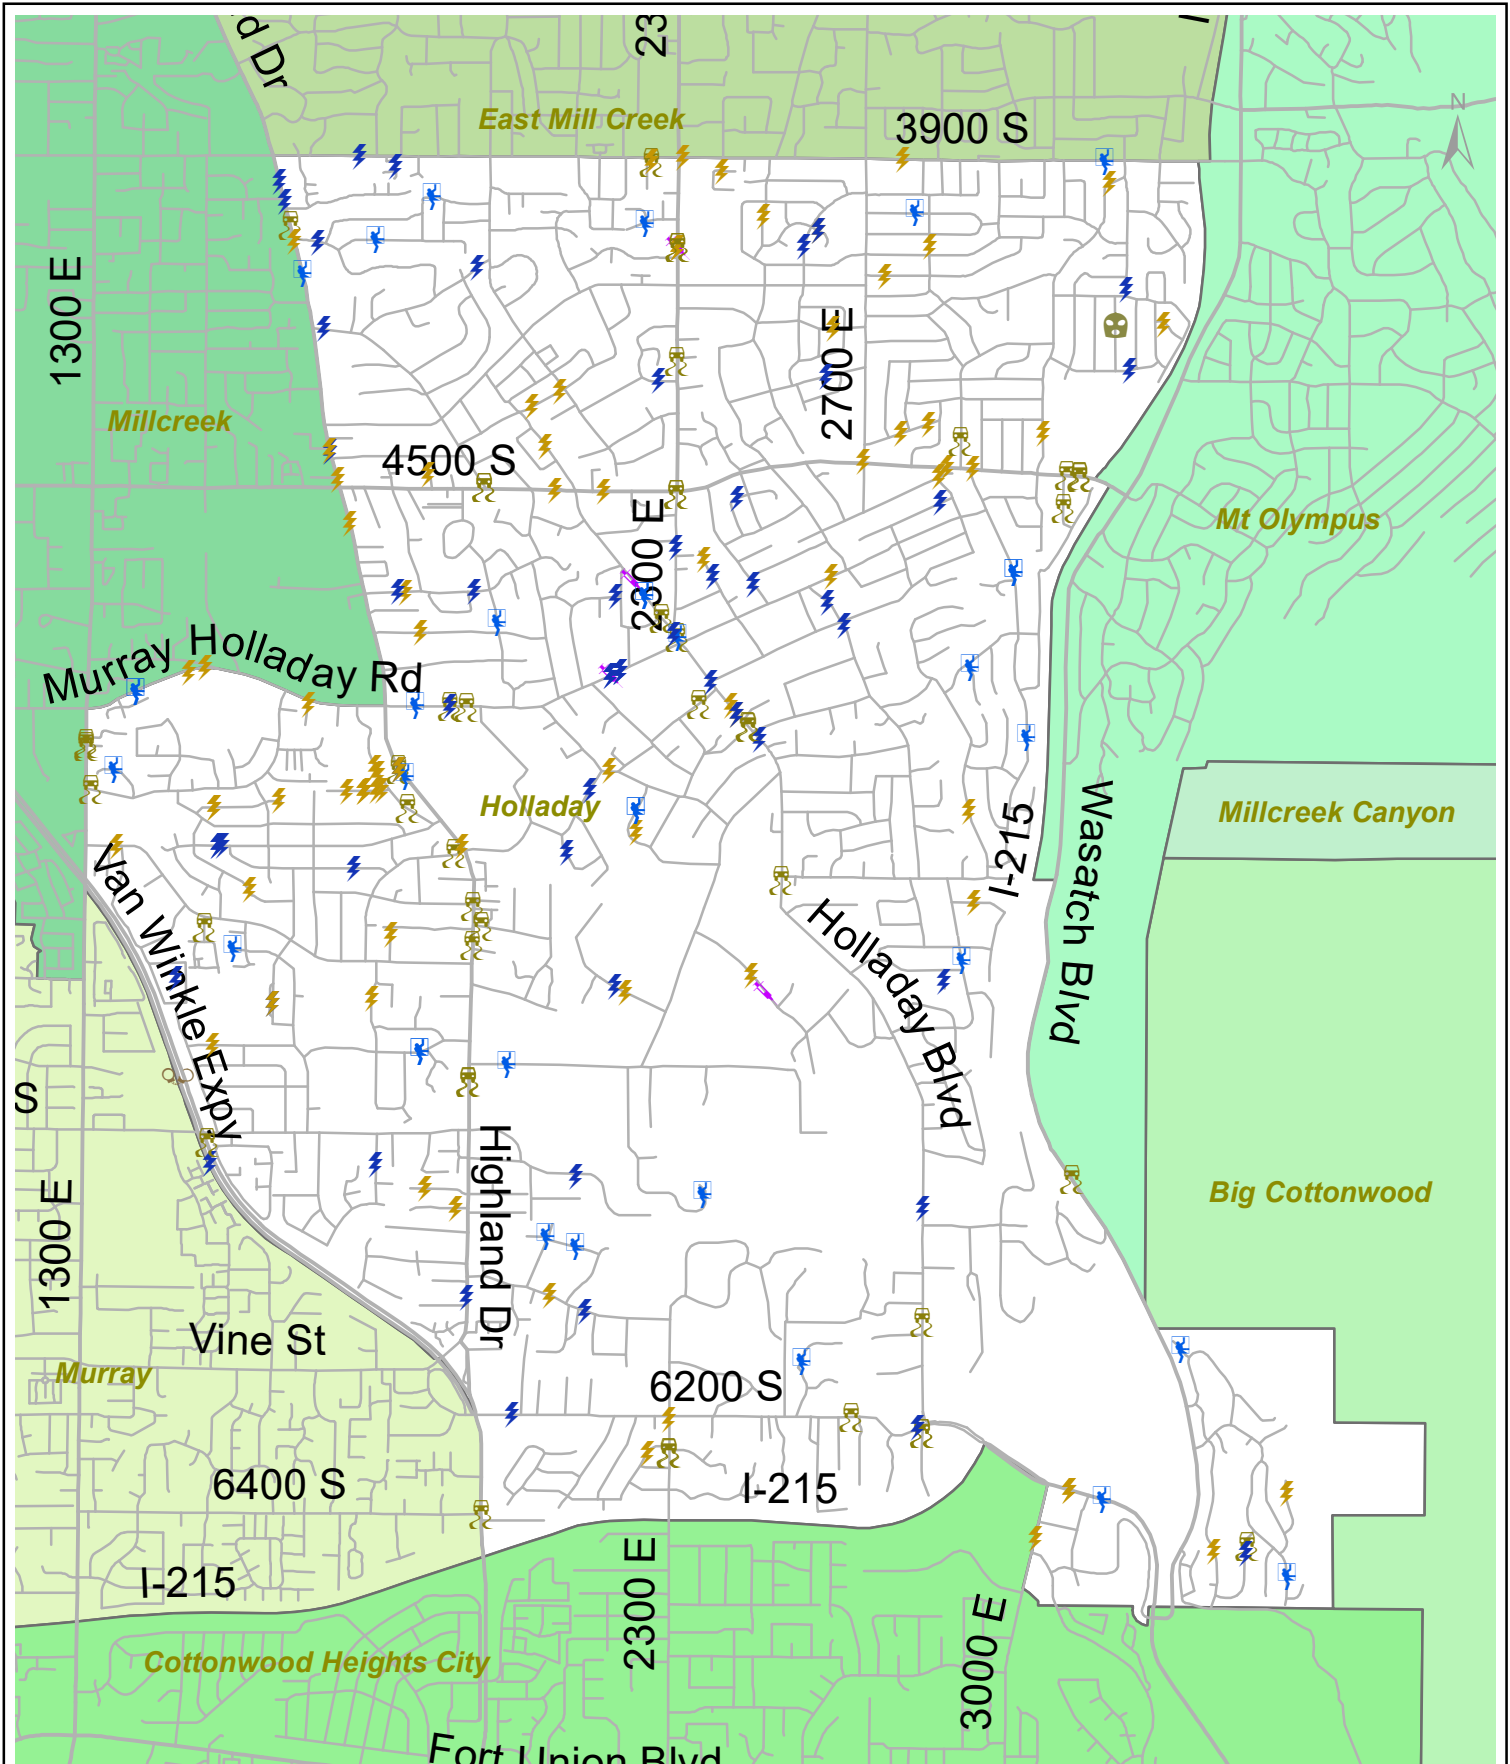 d Dr
23
East Mill Creek
3900 S
N
1300 E
2700 E
Millcreek
4500 S
Mt Olympus
2300 E
Murray Holladay Rd
Holladay
I-215
Wasatch Blvd
Millcreek Canyon
Van Winkle Expy
Holladay Blvd
S
Highland Dr
1300 E
Big Cottonwood
Vine St
Murray
6200 S
6400 S
I-215
I-215
2300 E
3000 E
Cottonwood Heights City
Fort Union Blvd